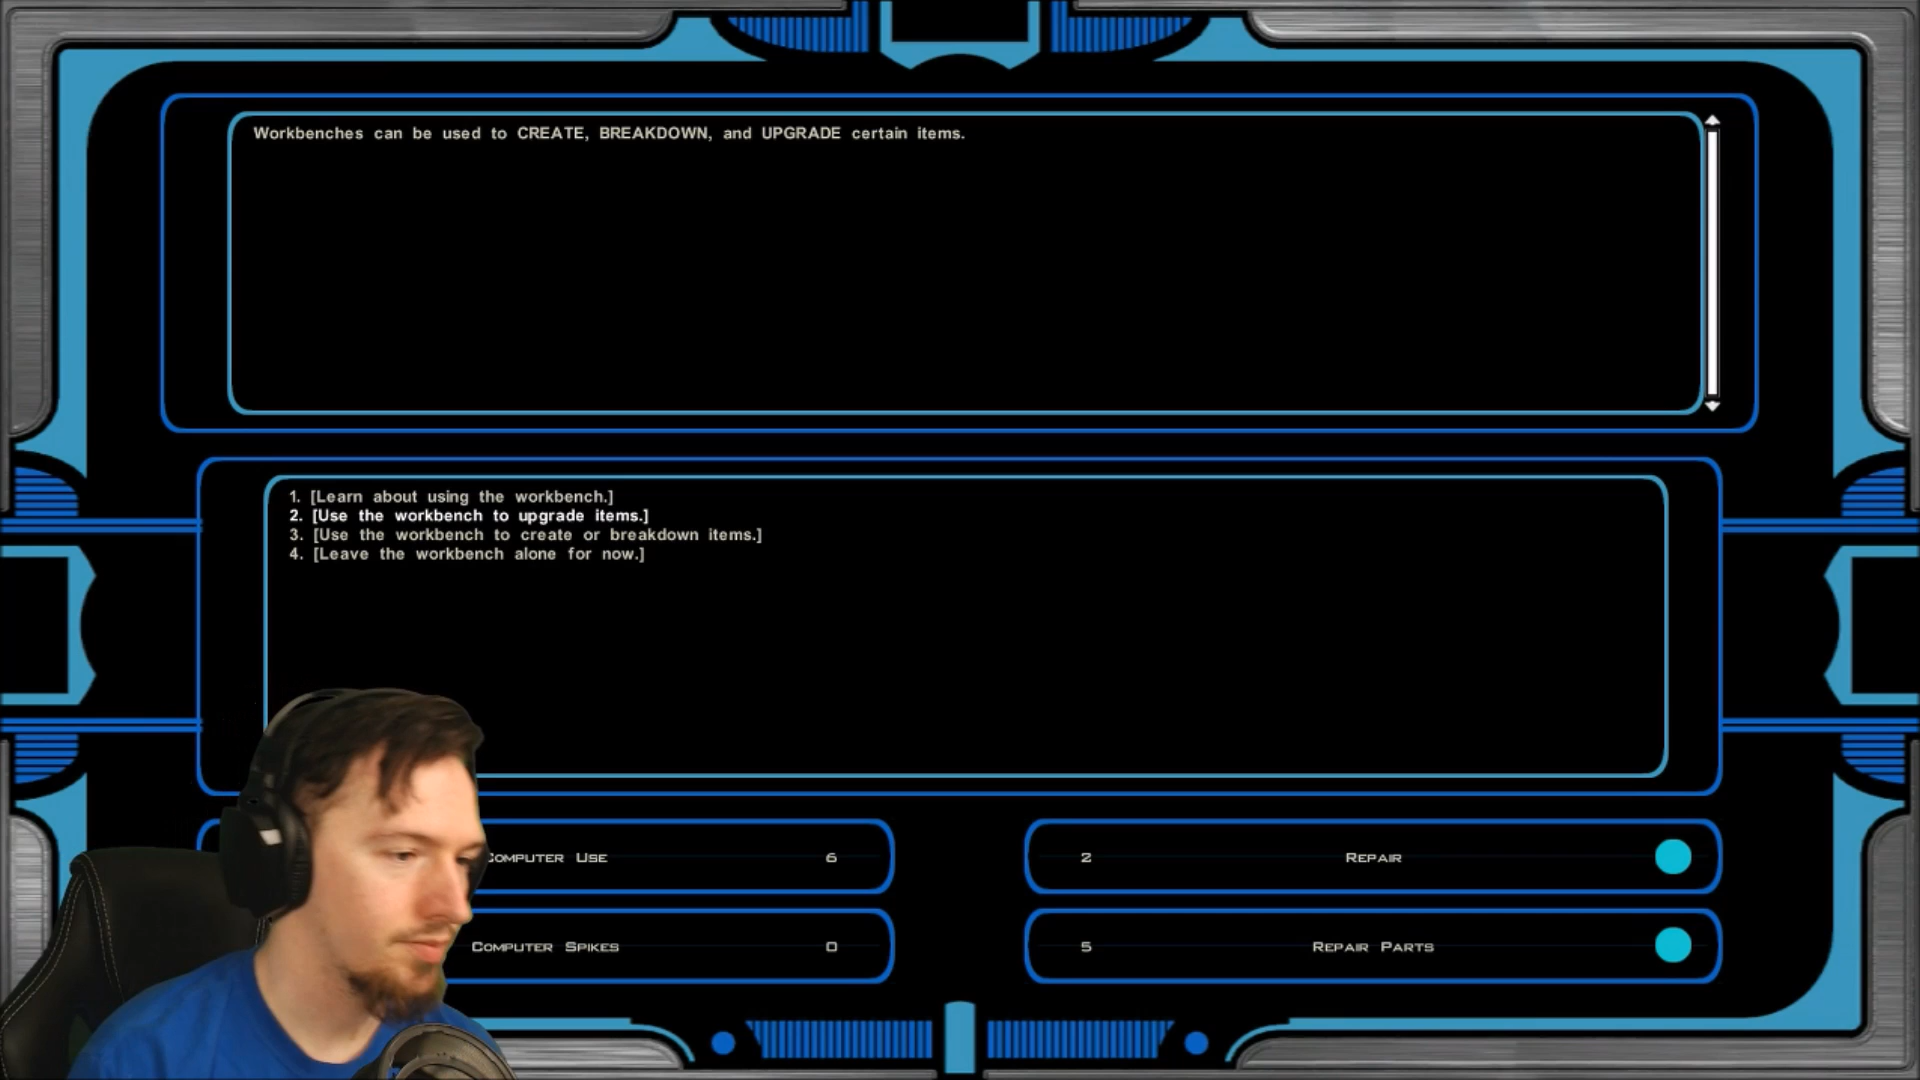 Workbenches can be used to CREATE, BREAKDOWN, and UPGRADE certain items.
1. [Learn about using the workbench.]
2. [Use the workbench to upgrade items.]
3. [Use the workbench to create or breakdown items.]
4. [Leave the workbench alone for now.]
Computer Use 6
2 Repair
Computer Spikes 0
5 Repair Parts